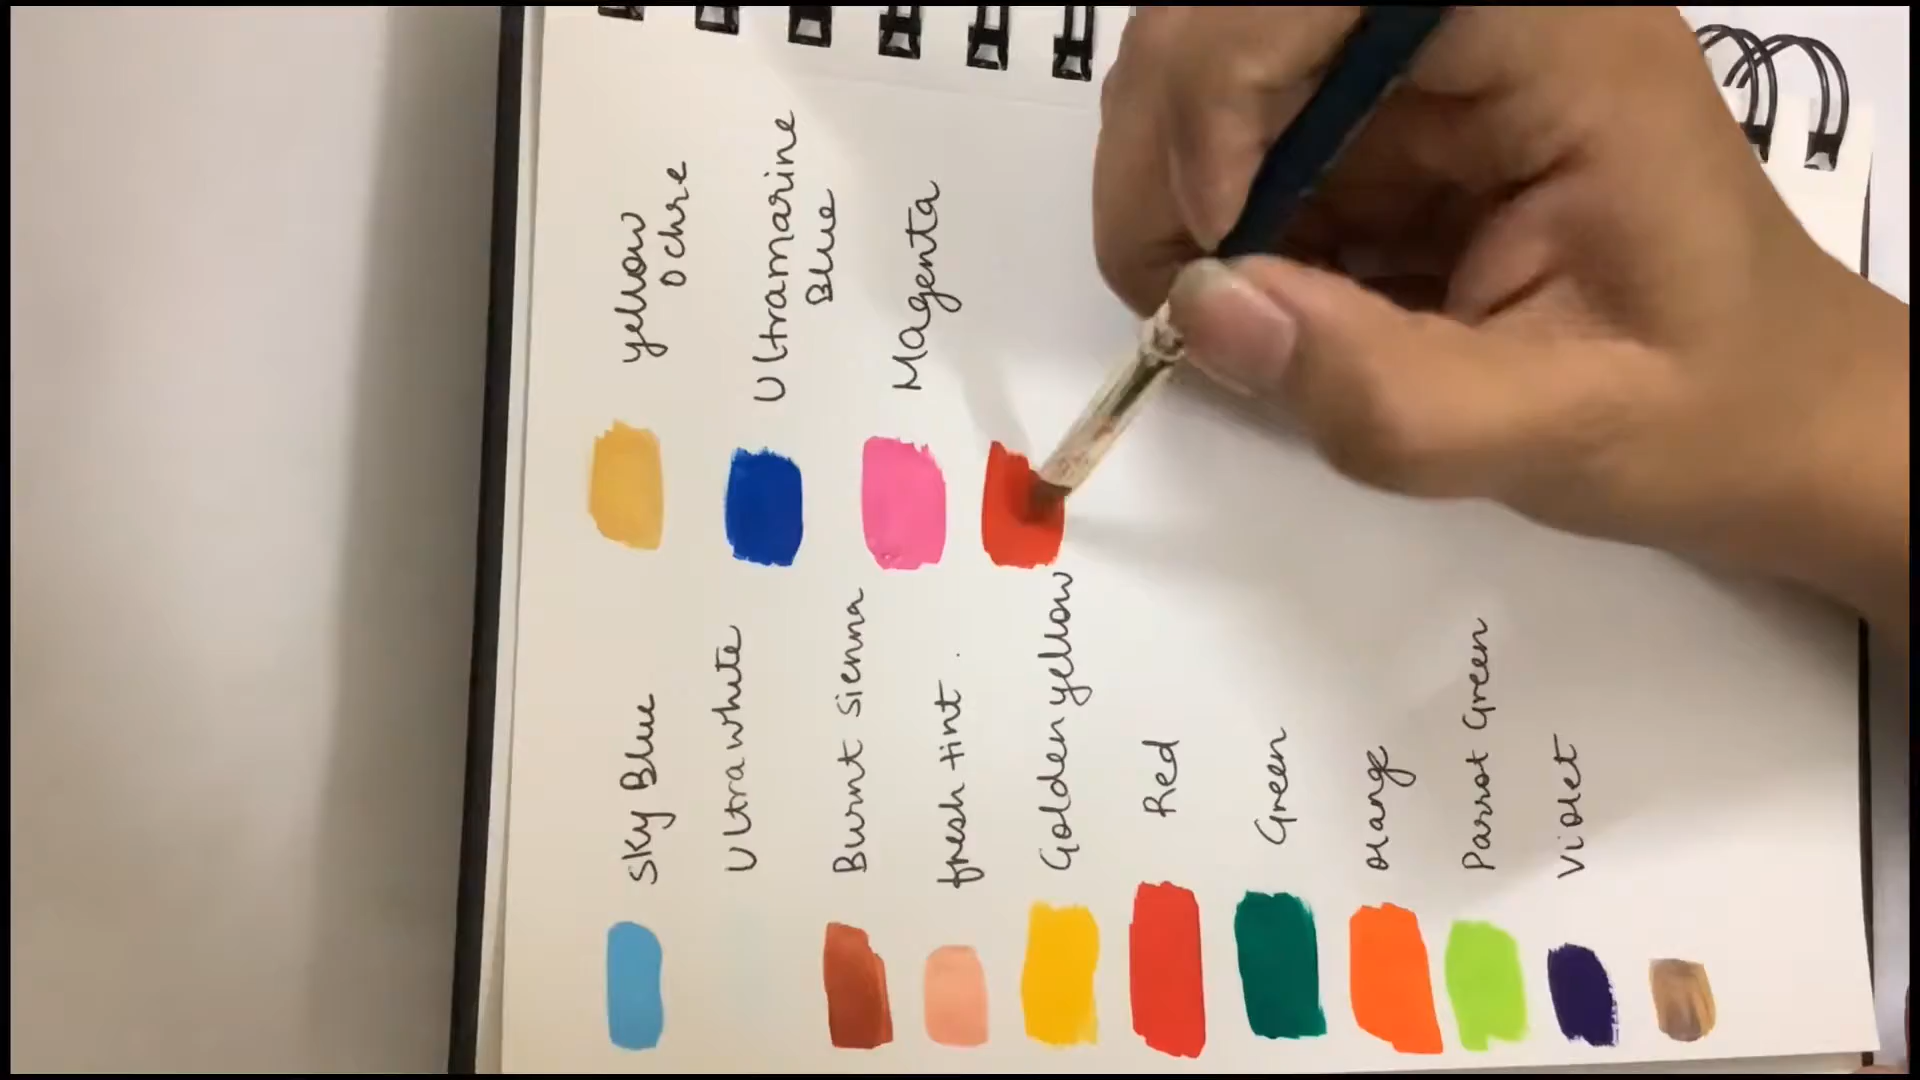 Sky Blue
Ultra white
Burnt Sienna
fresh tint.
Golden yellow
Red
Green
Orange
Parrot Green
Violet
yellow
Ochre
Ultramarine
Blue
Magenta